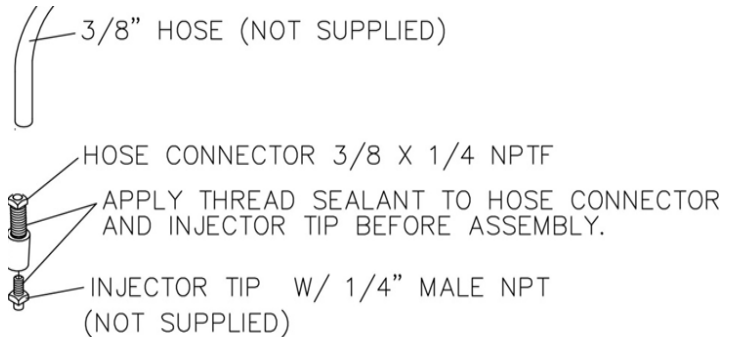 3/8” HOSE (NOT SUPPLIED)
HOSE CONNECTOR 3/8 X 1/4 NPTF
APPLY THREAD SEALANT TO HOSE CONNECTOR
AND INJECTOR TIP BEFORE ASSEMBLY.
INJECTOR TIP W/ 1/4” MALE NPT
(NOT SUPPLIED)